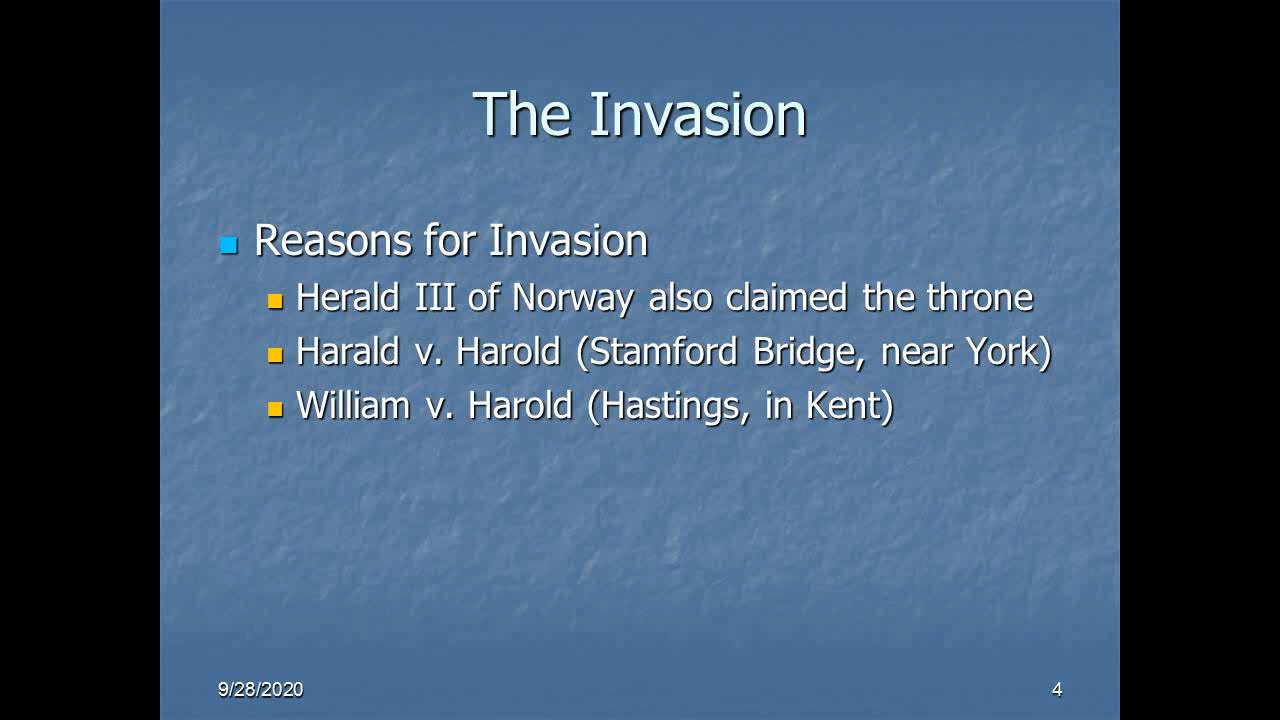 The Invasion
Reasons for Invasion
Herald III of Norway also claimed the throne
Harald v. Harold (Stamford Bridge, near York)
William v. Harold (Hastings, in Kent)
9/28/2020
4